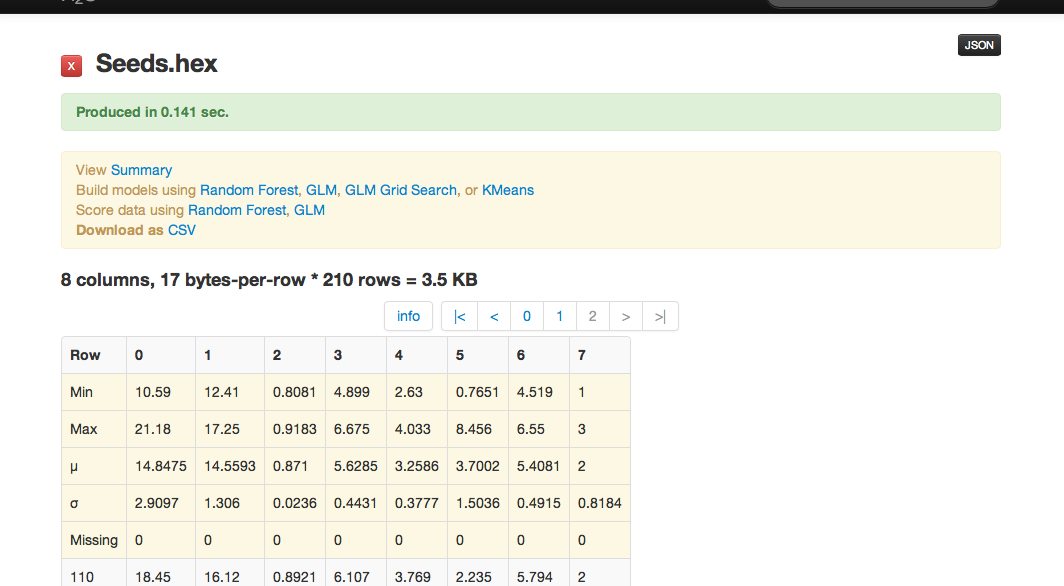 JSON
x Seeds.hex
Produced in 0.141 sec.
View Summary
Build models using Random Forest, GLM, GLM Grid Search, or KMeans
Score data using Random Forest, GLM
Download as CSV
8 columns, 17 bytes-per-row * 210 rows = 3.5 KB
info |< < 0 1 2 > >|
Row 0 1 2 3 4 5 6 7
Min 10.59 12.41 0.8081 4.899 2.63 0.7651 4.519 1
Max 21.18 17.25 0.9183 6.675 4.033 8.456 6.55 3
μ 14.8475 14.5593 0.871 5.6285 3.2586 3.7002 5.4081 2
σ 2.9097 1.306 0.0236 0.4431 0.3777 1.5036 0.4915 0.8184
Missing 0 0 0 0 0 0 0 0
110 18.45 16.12 0.8921 6.107 3.769 2.235 5.794 2